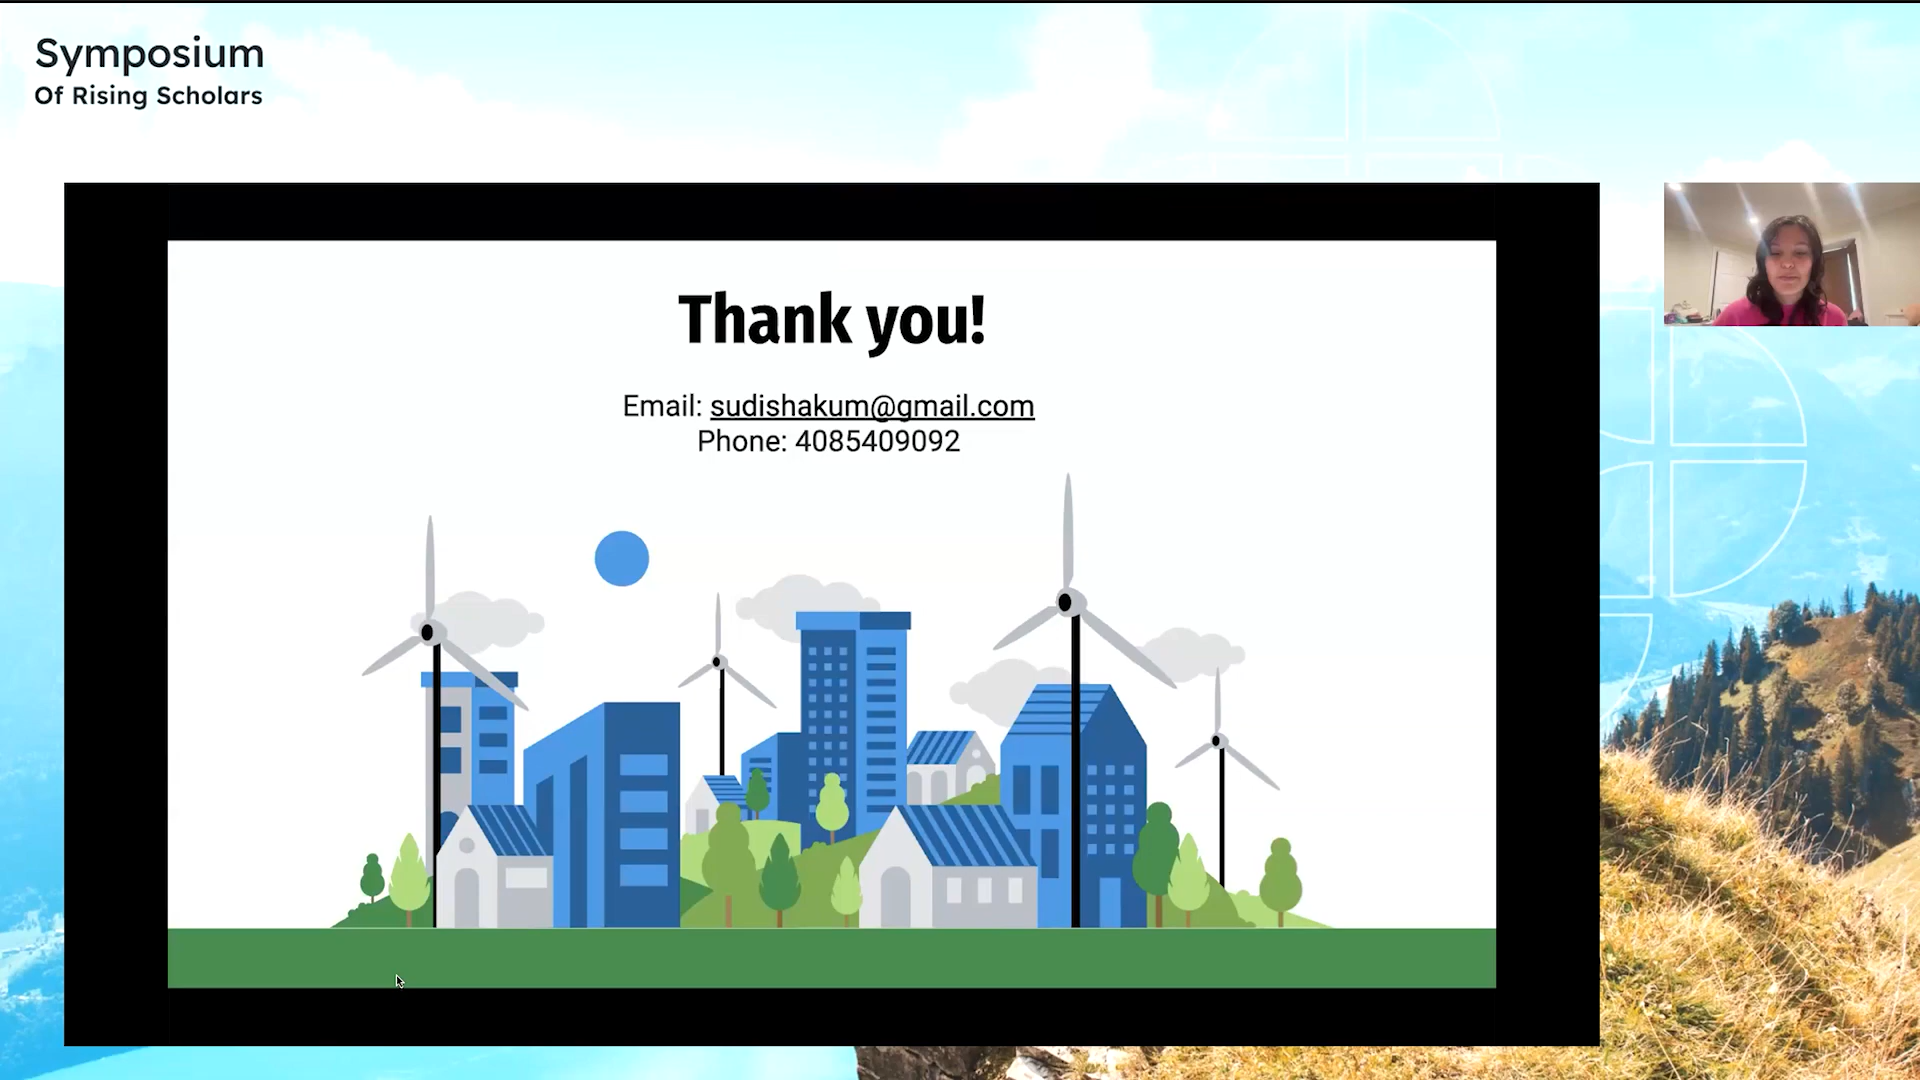 Symposium
Of Rising Scholars
Thank you!
Email: sudishakum@gmail.com
Phone: 4085409092